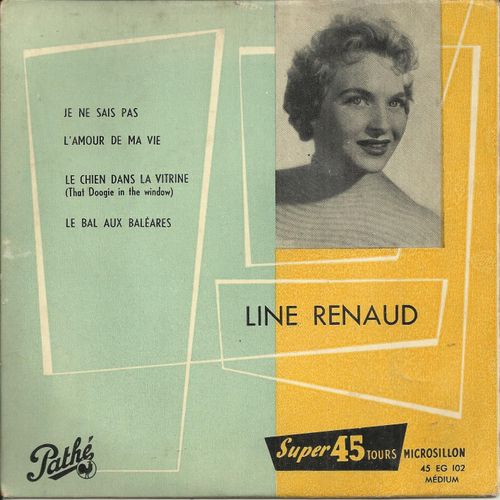 JE NE SAIS PAS
L'AMOUR DE MA VIE
LE CHIEN DANS LA VITRINE
(That Doogie in the window)
LE BAL AUX BALÉARES
LINE RENAUD
Pathé
Super 45 TOURS MICROSILLON
45 EG 102
MÉDIUM